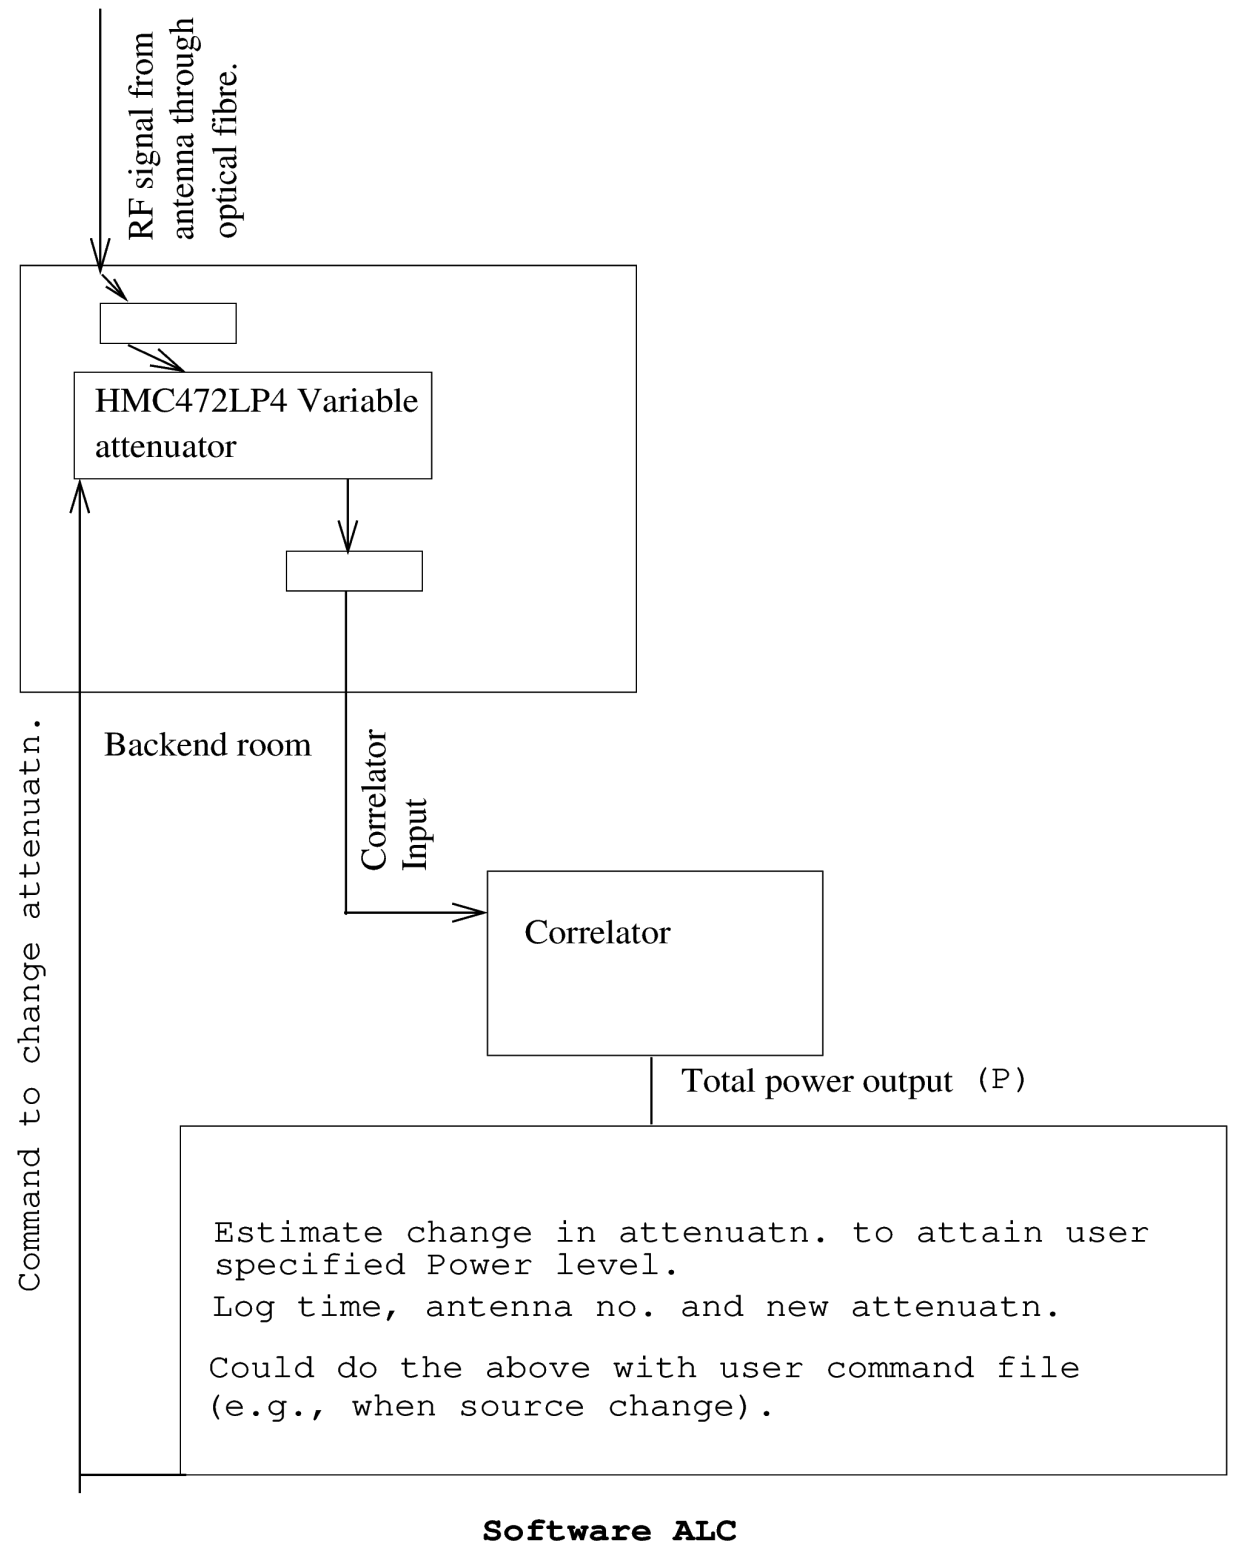 RF signal from
antenna through
optical fibre.
HMC472LP4 Variable
attenuator
Backend room
Correlator
Input
Command to change attenuatn.
Correlator
Total power output (P)
Estimate change in attenuatn. to attain user
specified Power level.
Log time, antenna no. and new attenuatn.
Could do the above with user command file
(e.g., when source change).
Software ALC